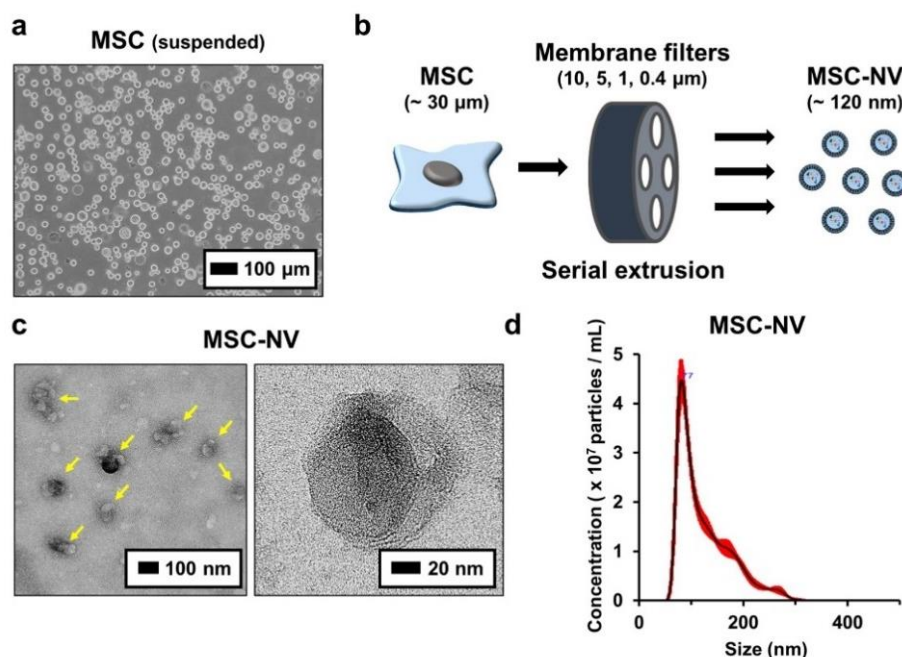 a
MSC (suspended)
100 µm
b
MSC
(~ 30 µm)
Membrane filters
(10, 5, 1, 0.4 µm)
MSC-NV
(~ 120 nm)
Serial extrusion
c
MSC-NV
100 nm
20 nm
d
MSC-NV
Concentration ( x 10⁷ particles / mL)
5
4
3
2
1
0
0
200
400
Size (nm)